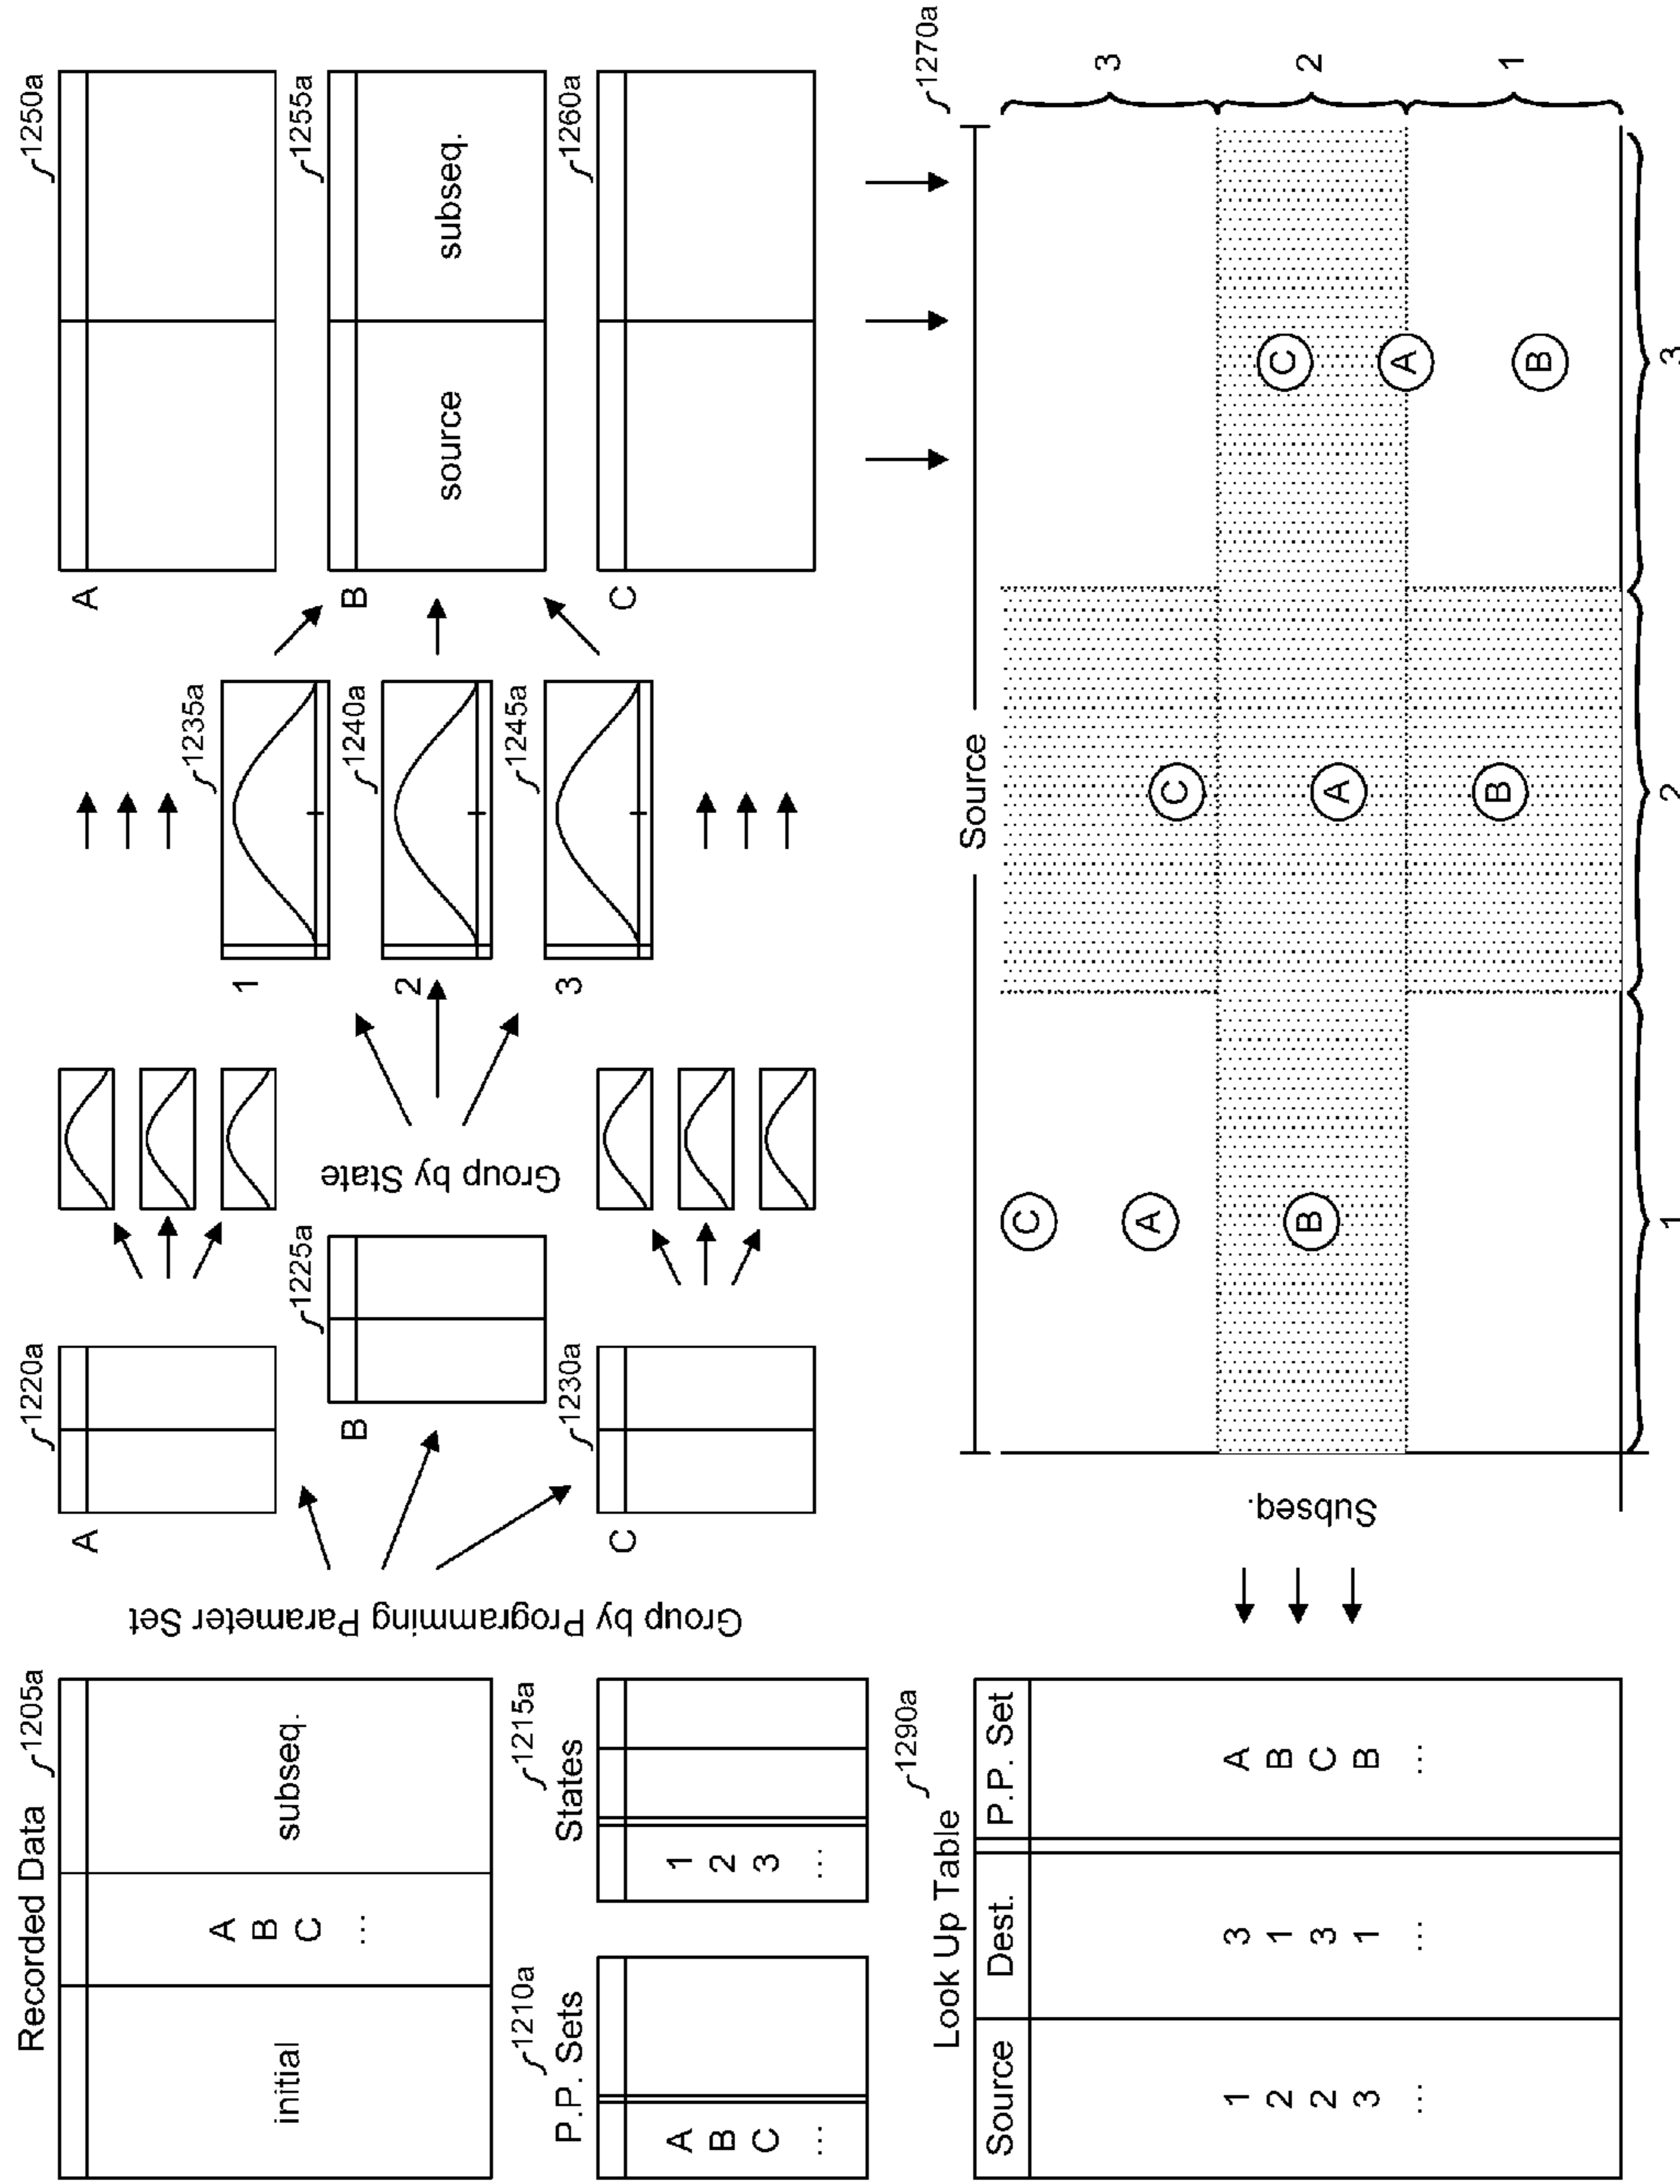 Recorded Data
1205a
initial
A
B
C
...
subseq.
P.P. Sets
1210a
A
B
C
...
States
1215a
1
2
3
...
Group by Programming Parameter Set
A
1220a
B
1225a
C
1230a
Group by State
1
1235a
2
1240a
3
1245a
A
1250a
B
1255a
source
subseq.
C
1260a
Look Up Table
1290a
Source Dest. P.P. Set
1 3 A
2 1 B
2 3 C
3 1 B
... ... ...
Subseq.
Source
1270a
C
A
B
C
A
B
C
A
B
3
2
1
1
2
3